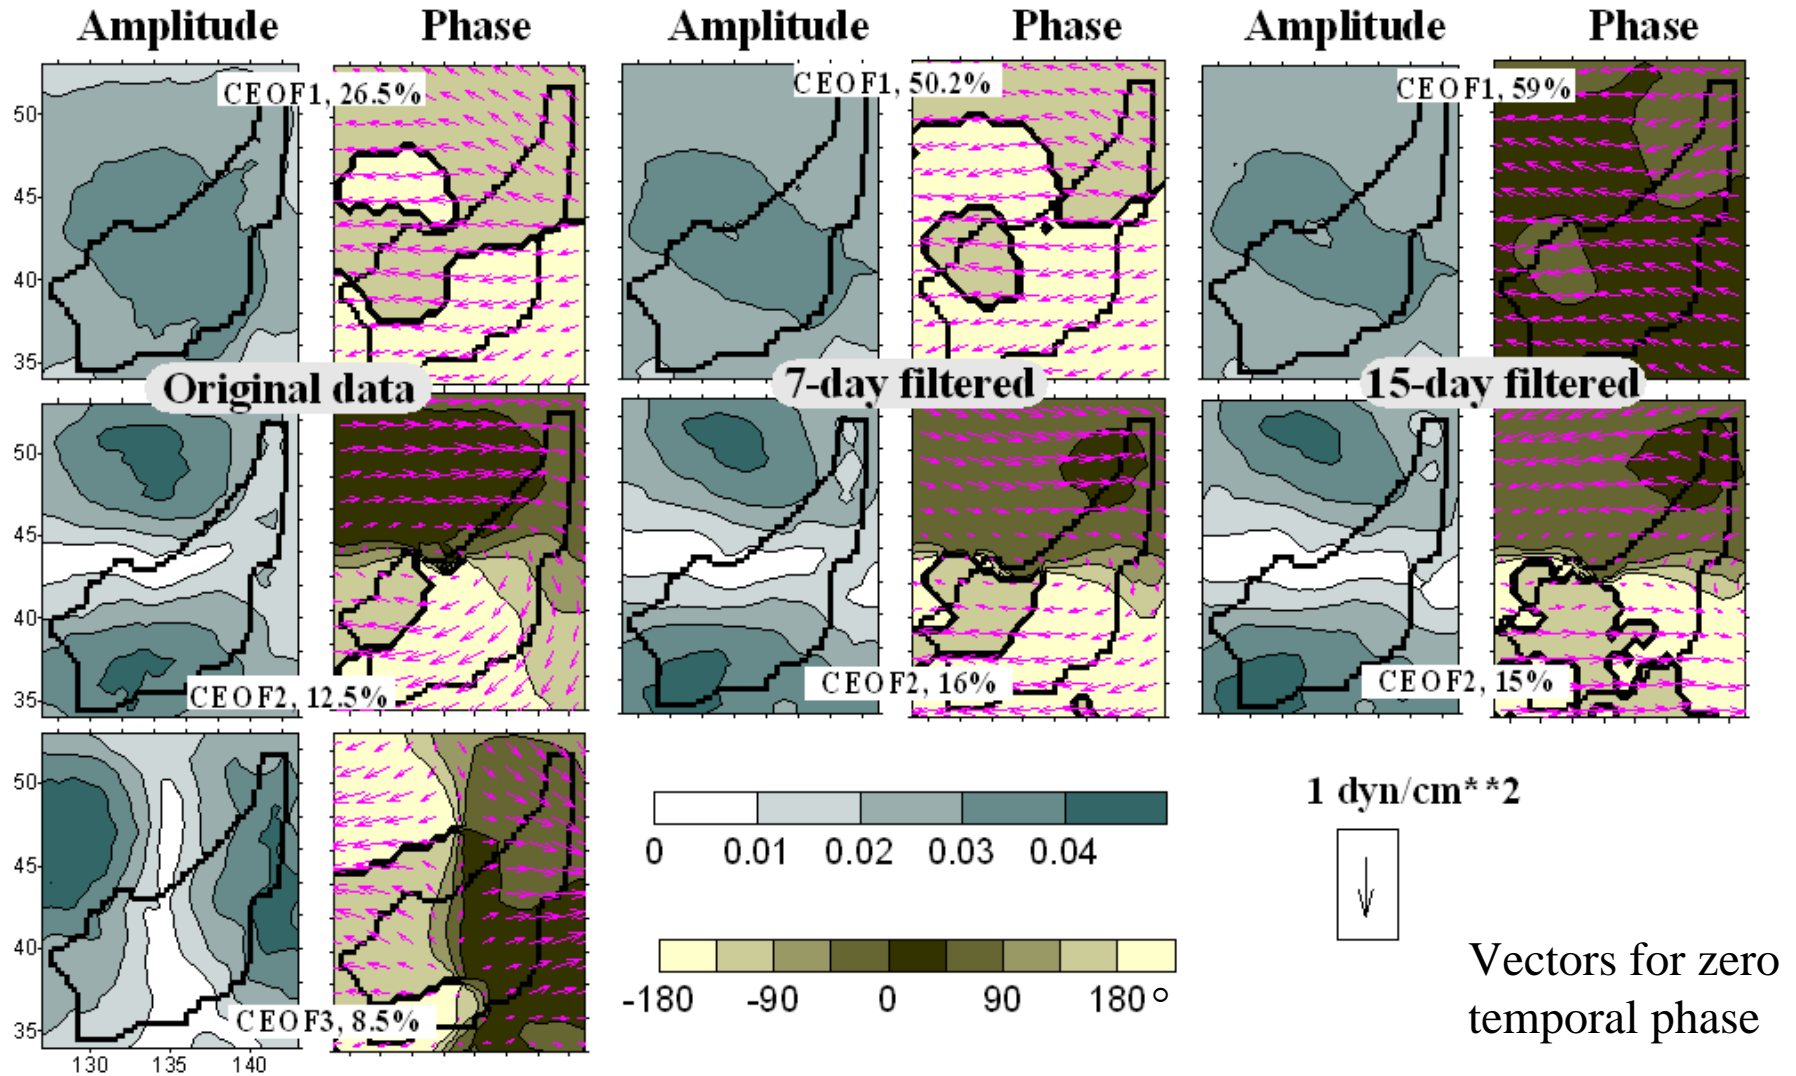 Amplitude Phase Amplitude Phase Amplitude Phase
CEOF1, 26.5% CEOF1, 50.2% CEOF1, 59%
50
45
40
35
Original data 7-day filtered 15-day filtered
50
45
40
35
CEOF2, 12.5% CEOF2, 16% CEOF2, 15%
50
45
40
35
CEOF3, 8.5%
130 135 140
0 0.01 0.02 0.03 0.04
-180 -90 0 90 180°
1 dyn/cm**2
Vectors for zero
temporal phase